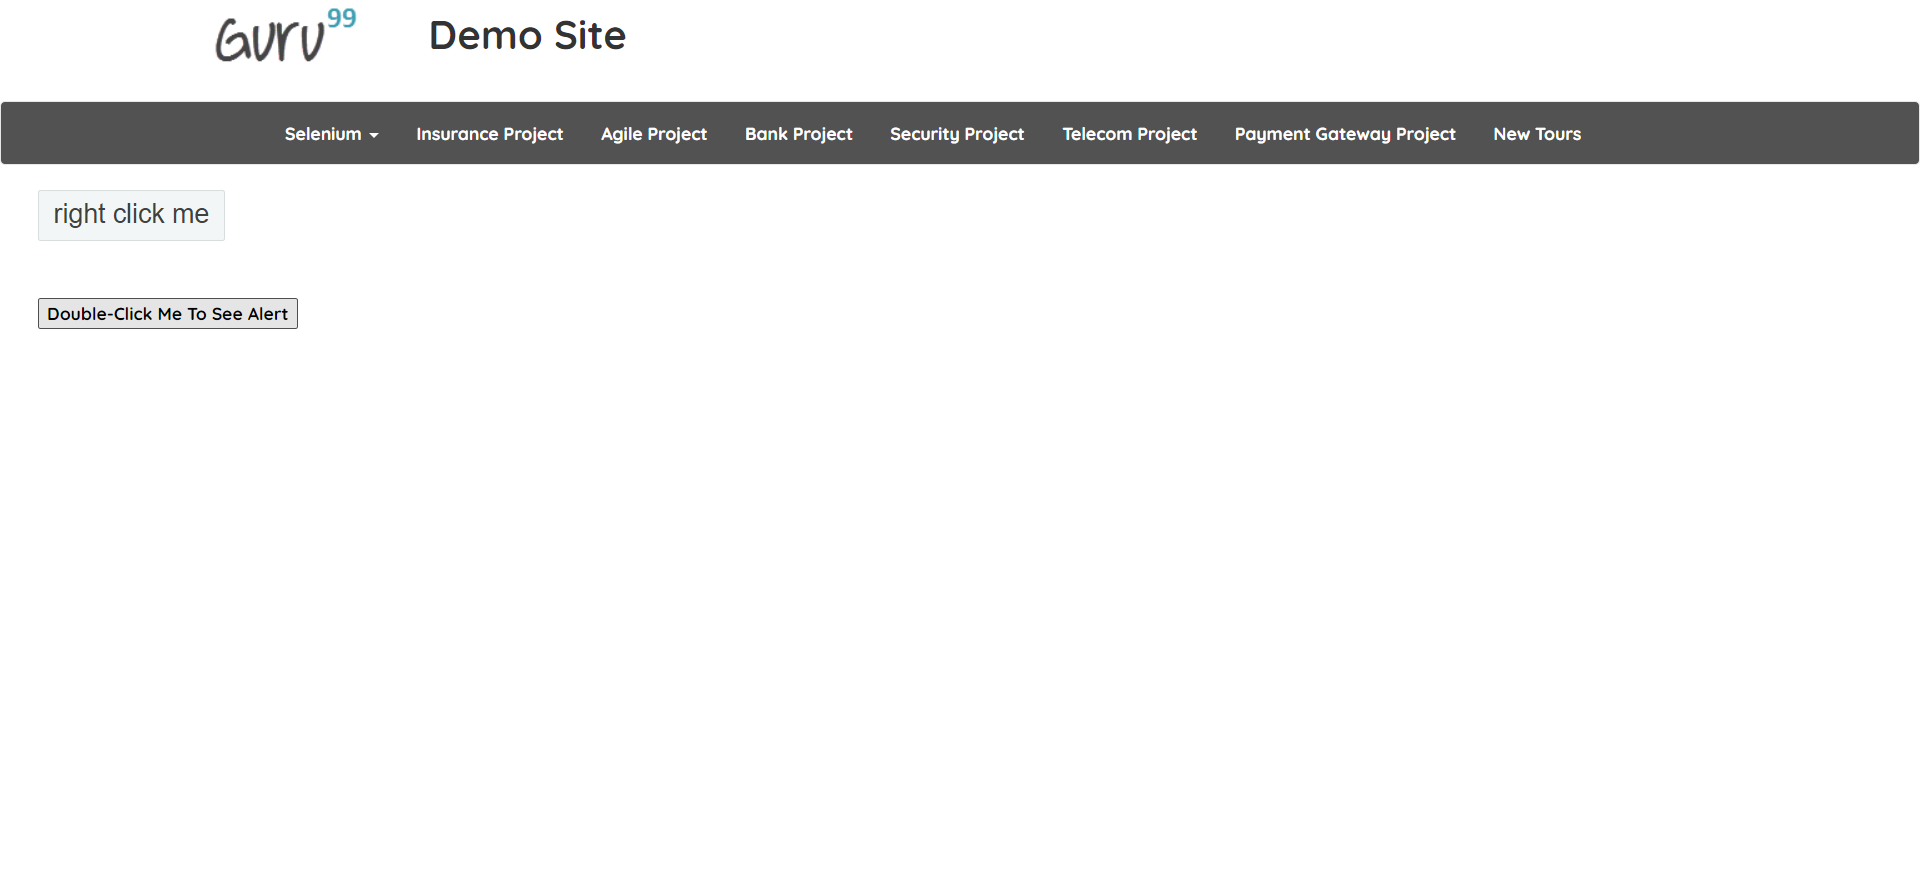 Guru99 Demo Site
Selenium Insurance Project Agile Project Bank Project Security Project Telecom Project Payment Gateway Project New Tours
right click me
Double-Click Me To See Alert